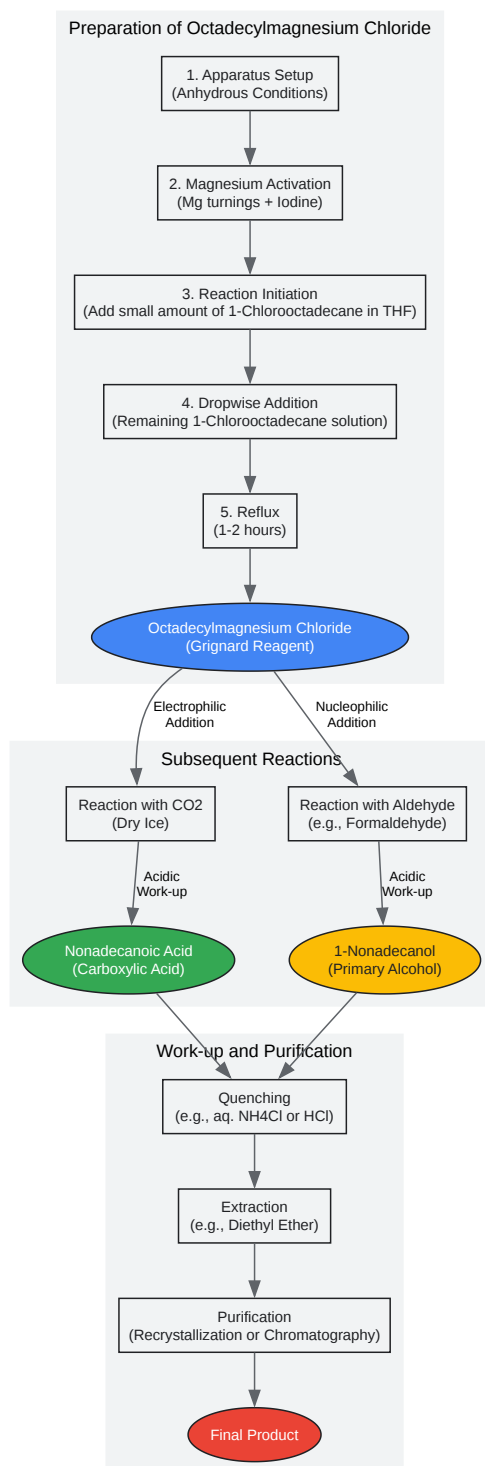 Preparation of Octadecylmagnesium Chloride
1. Apparatus Setup
(Anhydrous Conditions)
2. Magnesium Activation
(Mg turnings + Iodine)
3. Reaction Initiation
(Add small amount of 1-Chlorooctadecane in THF)
4. Dropwise Addition
(Remaining 1-Chlorooctadecane solution)
5. Reflux
(1-2 hours)
Octadecylmagnesium Chloride
(Grignard Reagent)
Electrophilic
Addition
Nucleophilic
Addition
Subsequent Reactions
Reaction with CO2
(Dry Ice)
Reaction with Aldehyde
(e.g., Formaldehyde)
Acidic
Work-up
Acidic
Work-up
Nonadecanoic Acid
(Carboxylic Acid)
1-Nonadecanol
(Primary Alcohol)
Work-up and Purification
Quenching
(e.g., aq. NH4Cl or HCl)
Extraction
(e.g., Diethyl Ether)
Purification
(Recrystallization or Chromatography)
Final Product